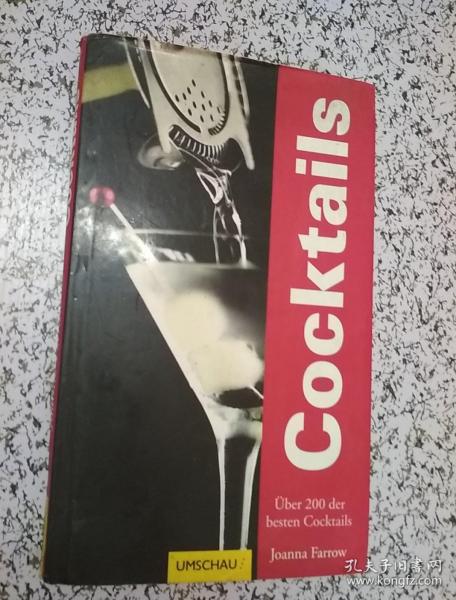 Cocktails
Über 200 der
besten Cocktails
Joanna Farrow
UMSCHAU:
孔夫子旧书网
www.kongfz.com